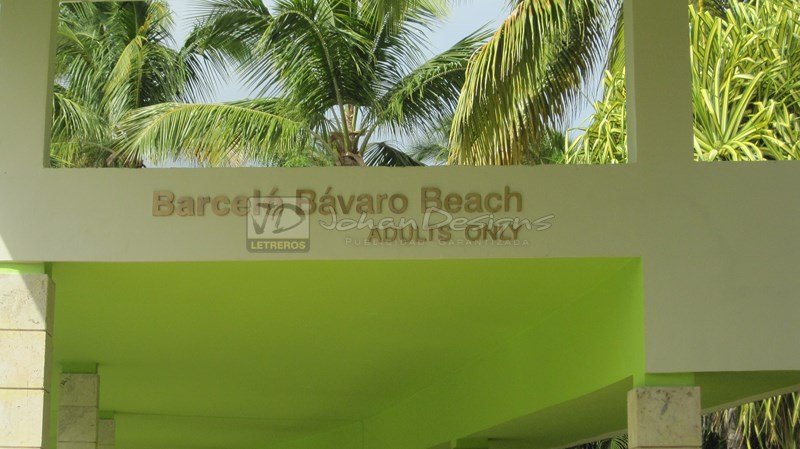 Barceló Bávaro Beach
ADULTS ONLY
VD
LETREROS
Johan Designs
PUBLICIDAD GARANTIZADA